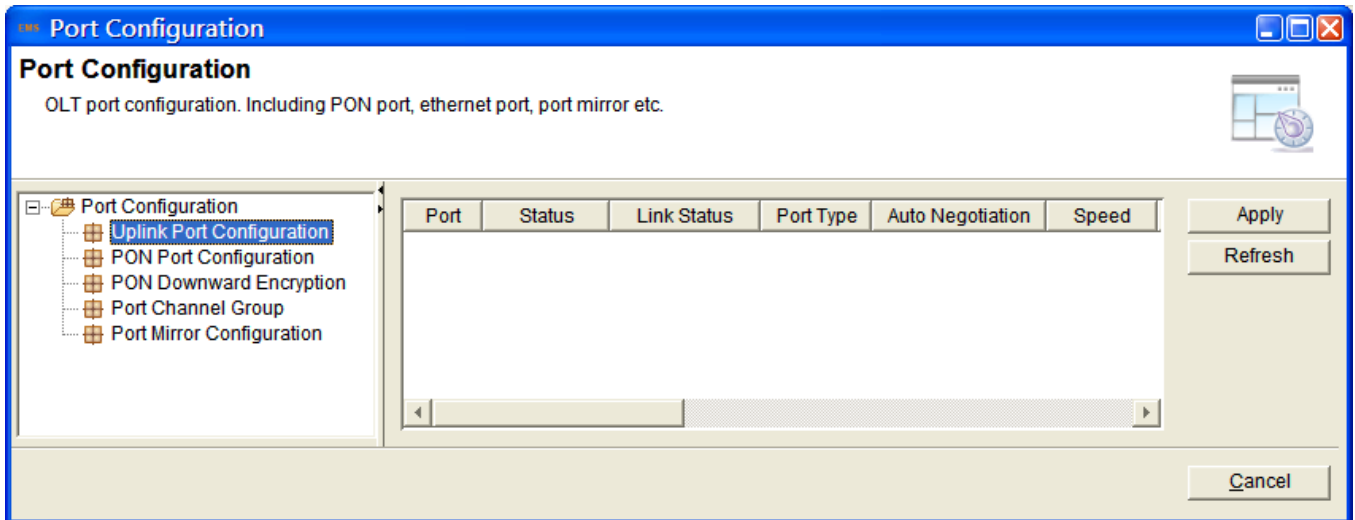 EMS Port Configuration
Port Configuration
OLT port configuration. Including PON port, ethernet port, port mirror etc.
Port Configuration
Uplink Port Configuration
PON Port Configuration
PON Downward Encryption
Port Channel Group
Port Mirror Configuration
Port Status Link Status Port Type Auto Negotiation Speed
Apply
Refresh
Cancel